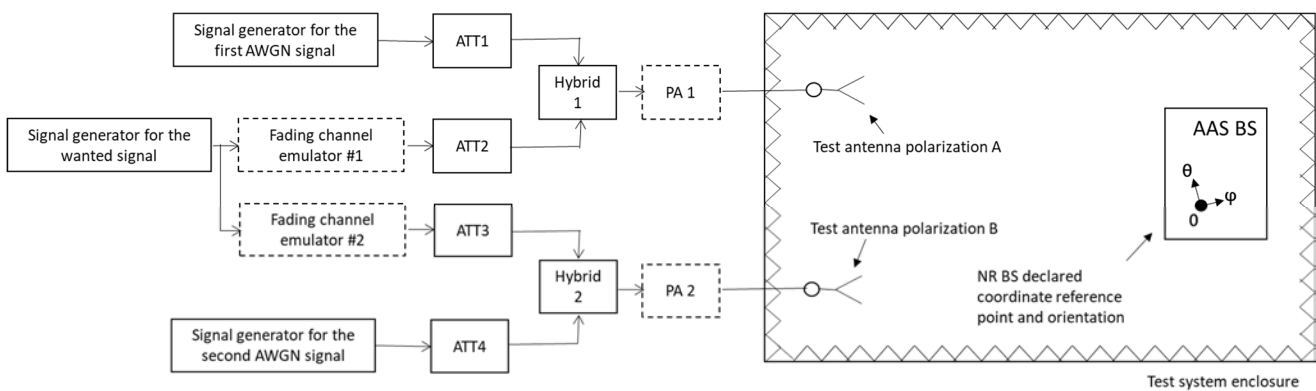 Signal generator for the
first AWGN signal
ATT1
Hybrid
1
PA 1
Signal generator for the
wanted signal
Fading channel
emulator #1
ATT2
Test antenna polarization A
AAS BS
θ
φ
0
Fading channel
emulator #2
ATT3
Hybrid
2
PA 2
Test antenna polarization B
NR BS declared
coordinate reference
point and orientation
Signal generator for the
second AWGN signal
ATT4
Test system enclosure